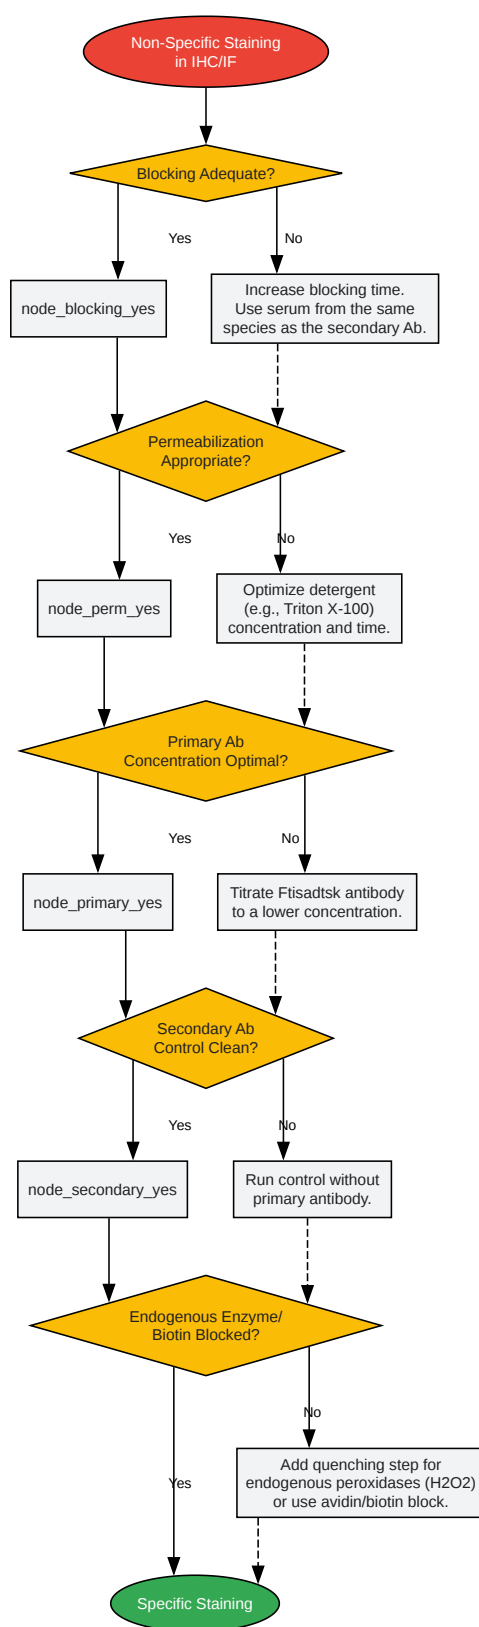 Non-Specific Staining
in IHC/IF
Blocking Adequate?
Yes
No
node_blocking_yes
Increase blocking time.
Use serum from the same
species as the secondary Ab.
Permeabilization
Appropriate?
Yes
No
node_perm_yes
Optimize detergent
(e.g., Triton X-100)
concentration and time.
Primary Ab
Concentration Optimal?
Yes
No
node_primary_yes
Titrate Ftisadtsk antibody
to a lower concentration.
Secondary Ab
Control Clean?
Yes
No
node_secondary_yes
Run control without
primary antibody.
Endogenous Enzyme/
Biotin Blocked?
No
Yes
Add quenching step for
endogenous peroxidases (H2O2)
or use avidin/biotin block.
Specific Staining